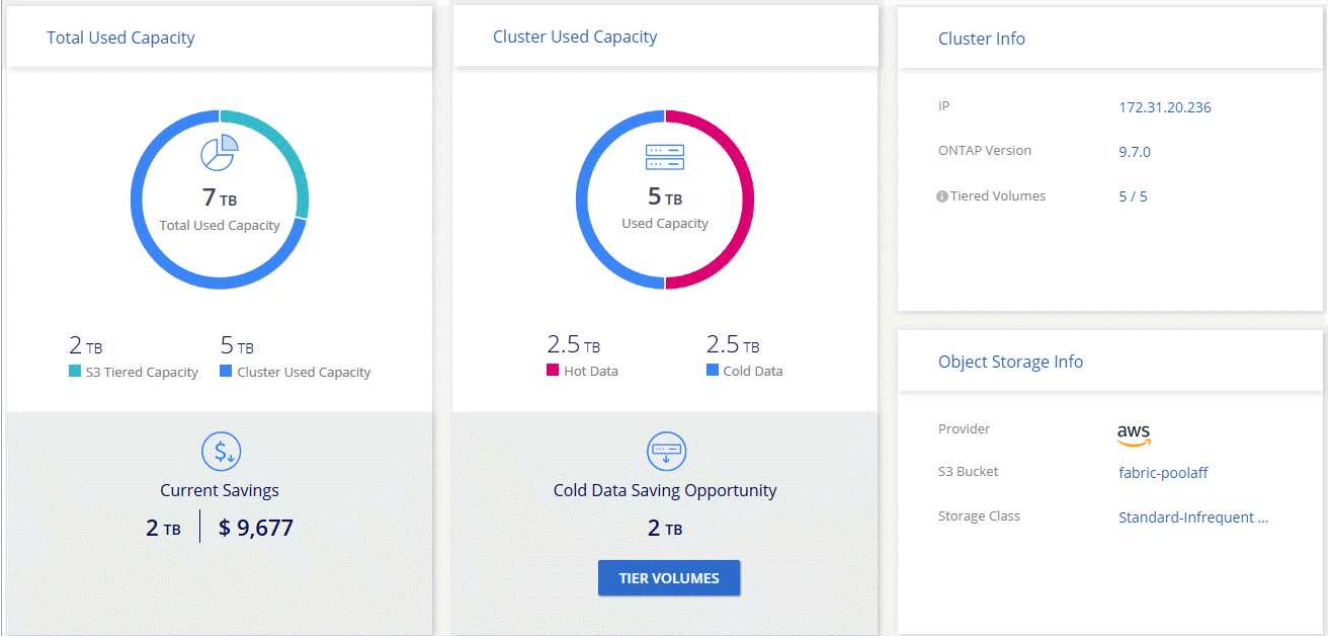 Total Used Capacity
7 TB
Total Used Capacity
2 TB
5 TB
S3 Tiered Capacity
Cluster Used Capacity
Current Savings
2 TB
$ 9,677
Cluster Used Capacity
5 TB
Used Capacity
2.5 TB
2.5 TB
Hot Data
Cold Data
Cold Data Saving Opportunity
2 TB
TIER VOLUMES
Cluster Info
IP 172.31.20.236
ONTAP Version 9.7.0
Tiered Volumes 5 / 5
Object Storage Info
Provider aws
S3 Bucket fabric-poolaff
Storage Class Standard-Infrequent ...